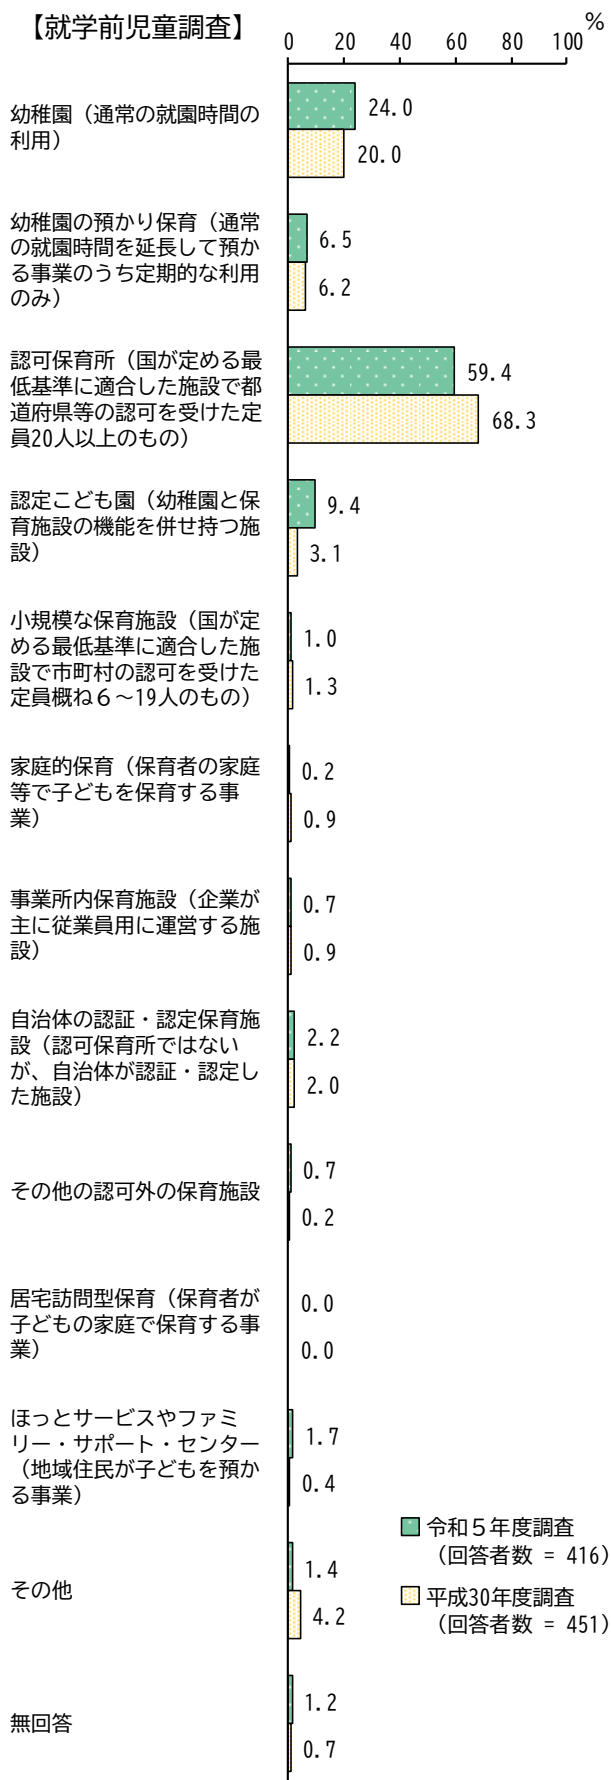 【就学前児童調査】
%
0 20 40 60 80 100
幼稚園（通常の就園時間の
利用）
24.0
20.0
幼稚園の預かり保育（通常
の就園時間を延長して預か
る事業のうち定期的な利用
のみ）
6.5
6.2
認可保育所（国が定める最
低基準に適合した施設で都
道府県等の認可を受けた定
員20人以上のもの）
59.4
68.3
認定こども園（幼稚園と保
育施設の機能を併せ持つ施
設）
9.4
3.1
小規模な保育施設（国が定
める最低基準に適合した施
設で市町村の認可を受けた
定員概ね６～19人のもの）
1.0
1.3
家庭的保育（保育者の家庭
等で子どもを保育する事
業）
0.2
0.9
事業所内保育施設（企業が
主に従業員用に運営する施
設）
0.7
0.9
自治体の認証・認定保育施
設（認可保育所ではない
が、自治体が認証・認定し
た施設）
2.2
2.0
その他の認可外の保育施設
0.7
0.2
居宅訪問型保育（保育者が
子どもの家庭で保育する事
業）
0.0
0.0
ほっとサービスやファミ
リー・サポート・センター
（地域住民が子どもを預か
る事業）
1.7
0.4
その他
1.4
4.2
無回答
1.2
0.7
令和５年度調査
（回答者数 = 416）
平成30年度調査
（回答者数 = 451）